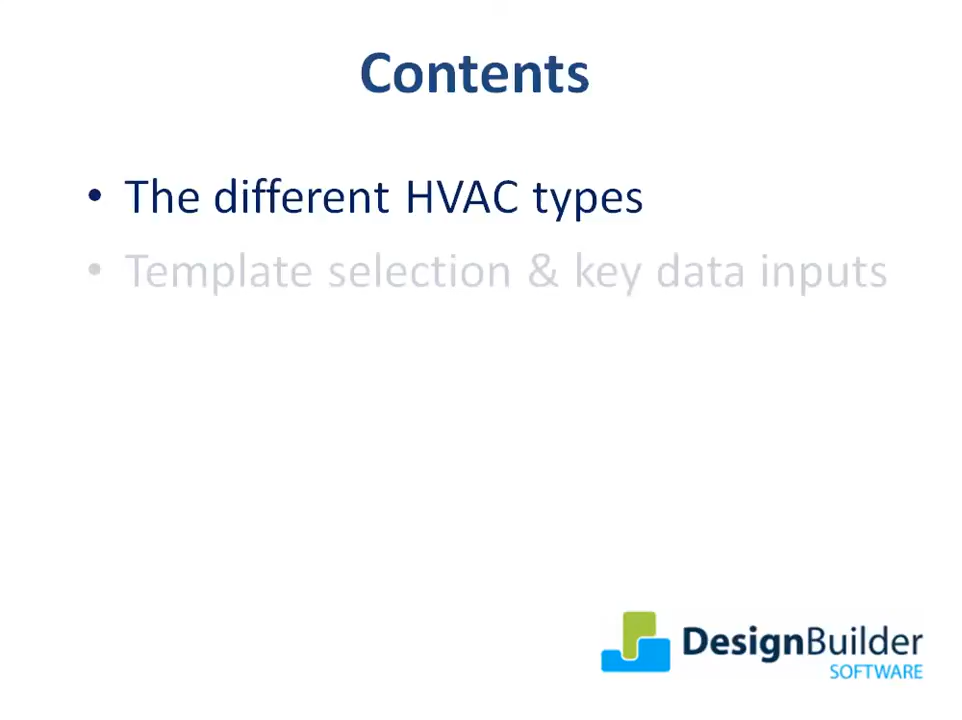 Contents
• The different HVAC types
• Template selection & key data inputs
DesignBuilder
SOFTWARE